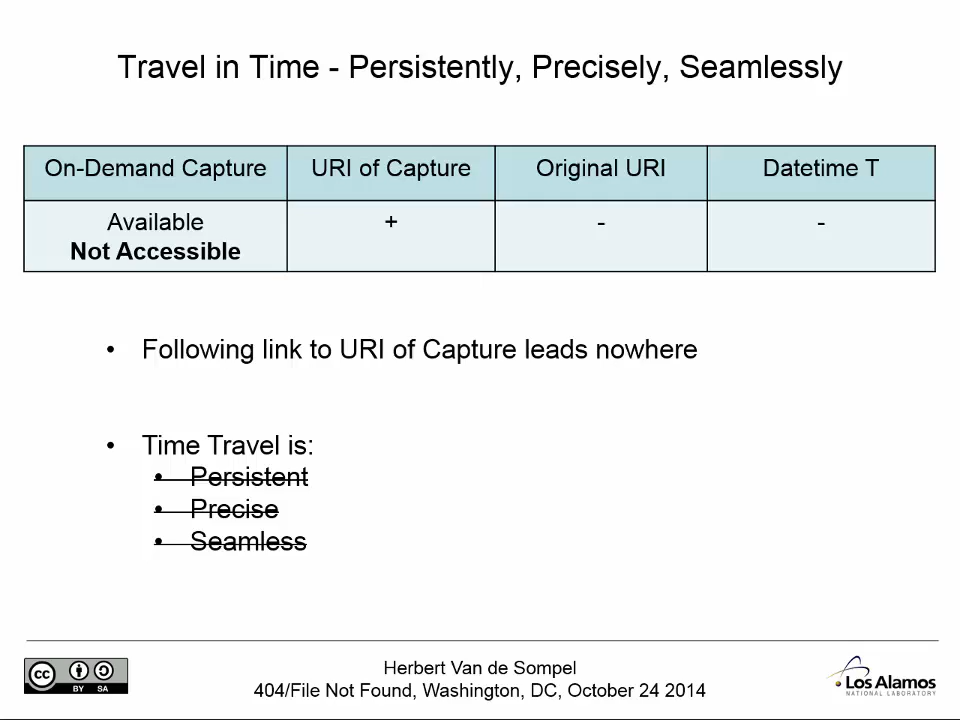 Travel in Time - Persistently, Precisely, Seamlessly
On-Demand Capture URI of Capture Original URI Datetime T
Available + - -
Not Accessible
• Following link to URI of Capture leads nowhere
• Time Travel is:
• Persistent
• Precise
• Seamless
Herbert Van de Sompel
404/File Not Found, Washington, DC, October 24 2014
cc BY SA
Los Alamos
NATIONAL LABORATORY